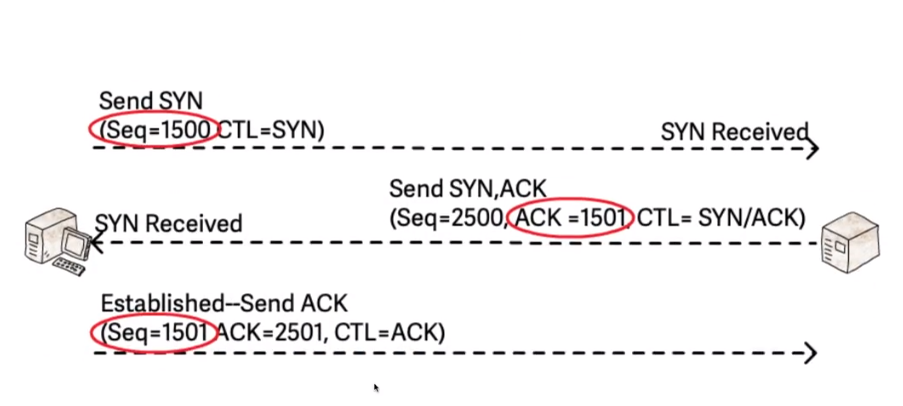 Send SYN
(Seq=1500 CTL=SYN)
SYN Received
Send SYN,ACK
(Seq=2500, ACK =1501, CTL= SYN/ACK)
SYN Received
Established--Send ACK
(Seq=1501 ACK=2501, CTL=ACK)